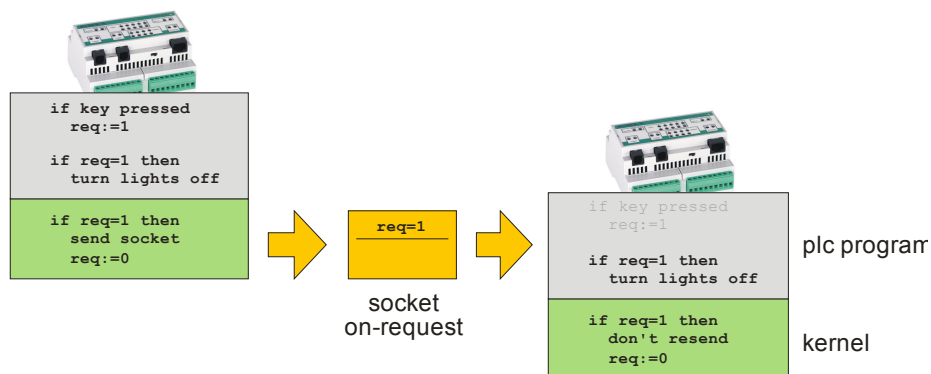 if key pressed
req:=1
if req=1 then
turn lights off
if req=1 then
send socket
req:=0
req=1
socket
on-request
if key pressed
req:=1
if req=1 then
turn lights off
plc program
if req=1 then
don't resend
req:=0
kernel